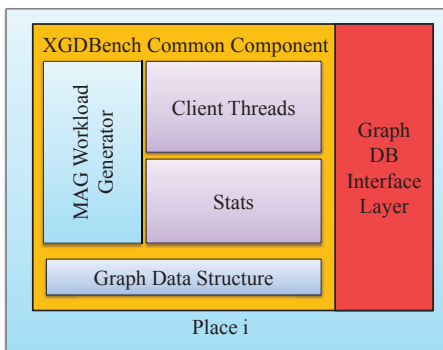 XGDBench Common Component
MAG Workload
Generator
Client Threads
Stats
Graph Data Structure
Graph
DB
Interface
Layer
Place i